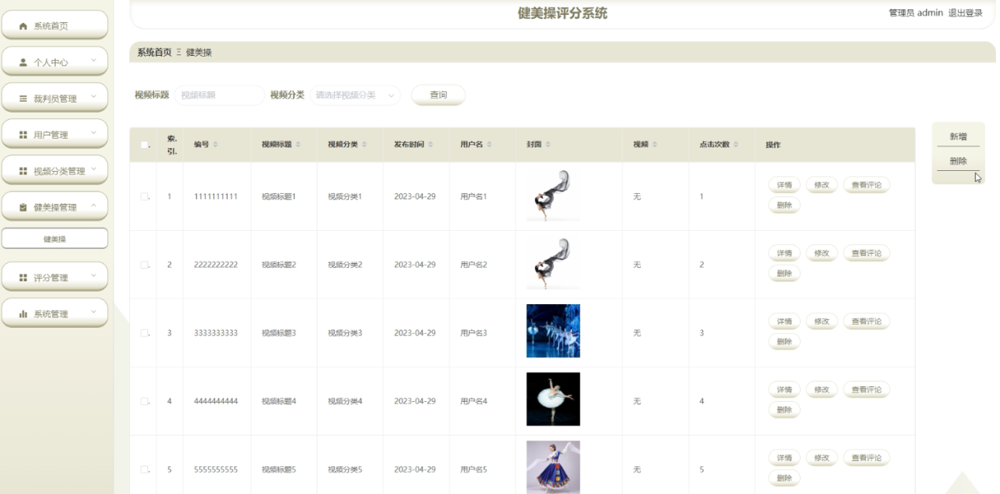 健美操评分系统
管理员 admin 退出登录
系统首页
个人中心
裁判员管理
用户管理
视频分类管理
健美操管理
健美操
评分管理
系统管理
系统首页 Ξ 健美操
视频标题 视频标题 视频分类 请选择视频分类 查询
新增
删除
索引. 编号 视频标题 视频分类 发布时间 用户名 封面 视频 点击次数 操作
1 1111111111 视频标题1 视频分类1 2023-04-29 用户名1 无 1 详情 修改 查看评论
删除
2 2222222222 视频标题2 视频分类2 2023-04-29 用户名2 无 2 详情 修改 查看评论
删除
3 3333333333 视频标题3 视频分类3 2023-04-29 用户名3 无 3 详情 修改 查看评论
删除
4 4444444444 视频标题4 视频分类4 2023-04-29 用户名4 无 4 详情 修改 查看评论
删除
5 5555555555 视频标题5 视频分类5 2023-04-29 用户名5 无 5 详情 修改 查看评论
删除